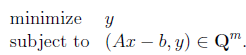 minimize y
subject to (Ax − b, y) ∈ Q^m.